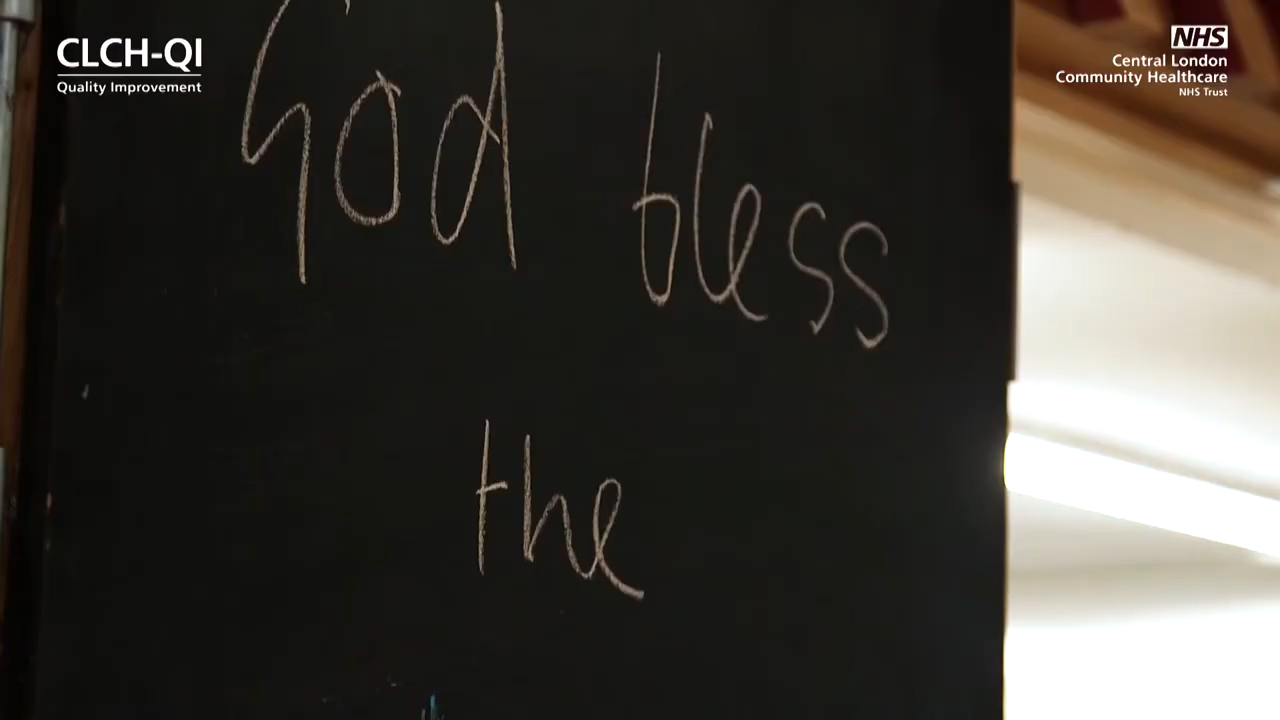 CLCH-QI
Quality Improvement
NHS
Central London
Community Healthcare
NHS Trust
God bless
the